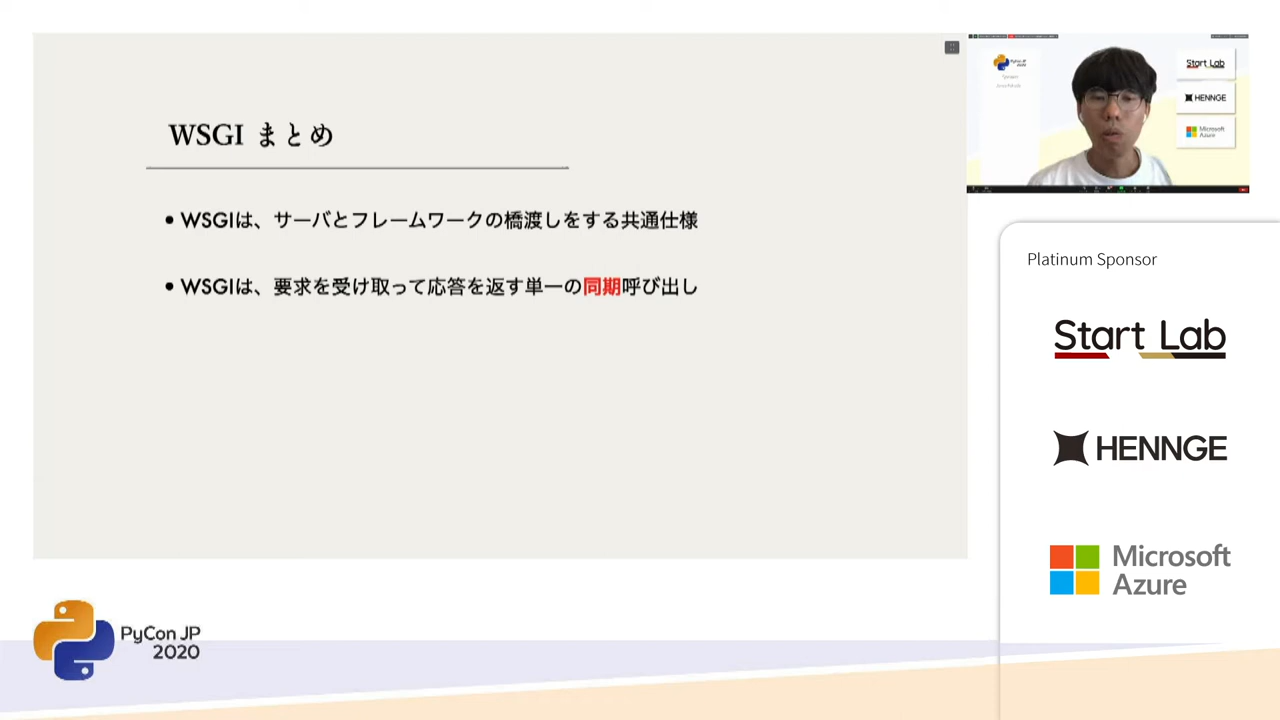 WSGI まとめ
• WSGIは、サーバとフレームワークの橋渡しをする共通仕様
• WSGIは、要求を受け取って応答を返す単一の同期呼び出し
PyCon JP
2020
Start Lab
HENNGE
Microsoft
Azure
Platinum Sponsor
Start Lab
HENNGE
Microsoft
Azure
PyCon JP
2020